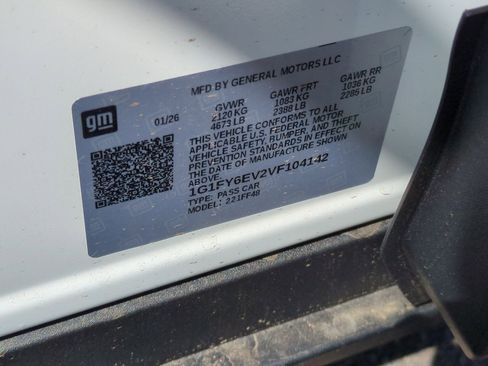 MFD BY GENERAL MOTORS LLC
gm
01/26
GVWR GAWR FRT GAWR RR
2120 KG 1083 KG 1036 KG
4673 LB 2388 LB 2285 LB
THIS VEHICLE CONFORMS TO ALL
APPLICABLE U.S. FEDERAL MOTOR
VEHICLE SAFETY, BUMPER, AND THEFT
PREVENTION STANDARDS IN EFFECT ON
THE DATE OF MANUFACTURE SHOWN
ABOVE.
1G1FY6EV2VF104142
TYPE: PASS CAR
MODEL: 221FF48